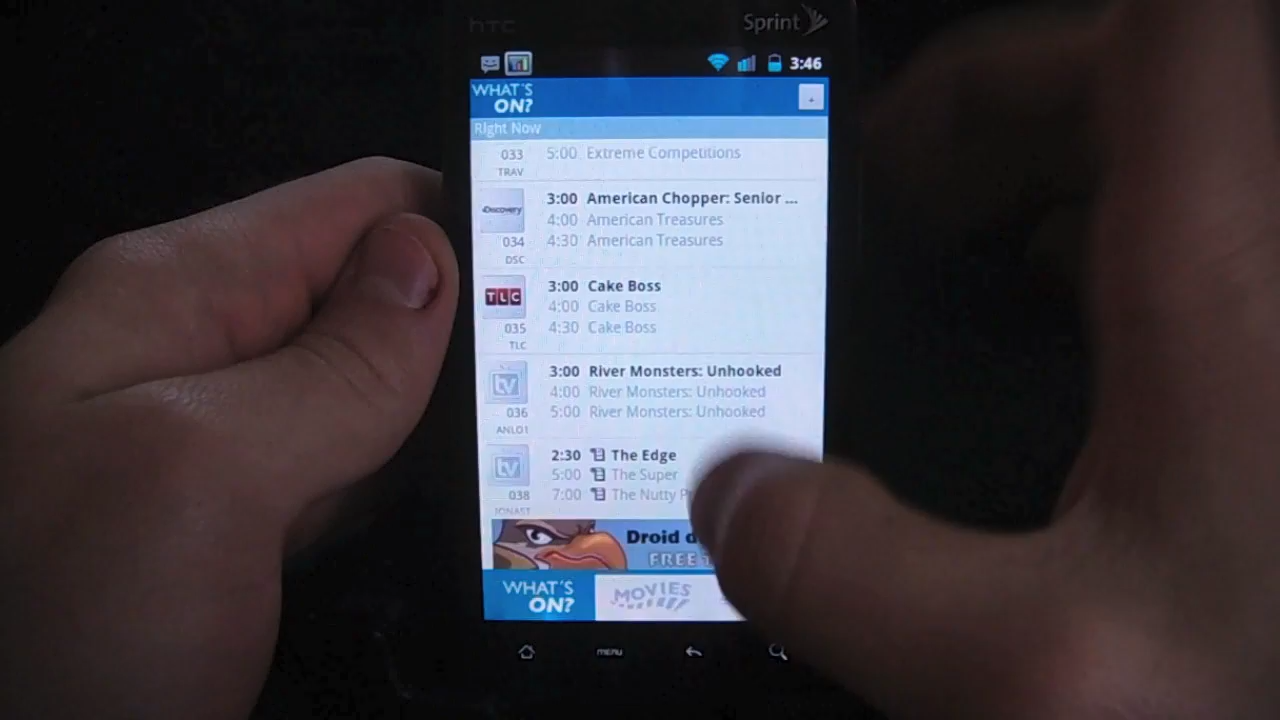 hTC
Sprint
3:46
WHAT'S
ON?
Right Now
033
TRAV
5:00 Extreme Competitions
Discovery
034
DSC
3:00 American Chopper: Senior ...
4:00 American Treasures
4:30 American Treasures
TLC
035
TLC
3:00 Cake Boss
4:00 Cake Boss
4:30 Cake Boss
tv
036
ANLO1
3:00 River Monsters: Unhooked
4:00 River Monsters: Unhooked
5:00 River Monsters: Unhooked
tv
038
2:30 The Edge
5:00 The Super
7:00 The Nutty
Droid
FREE
WHAT'S
ON?
MOVIES
menu